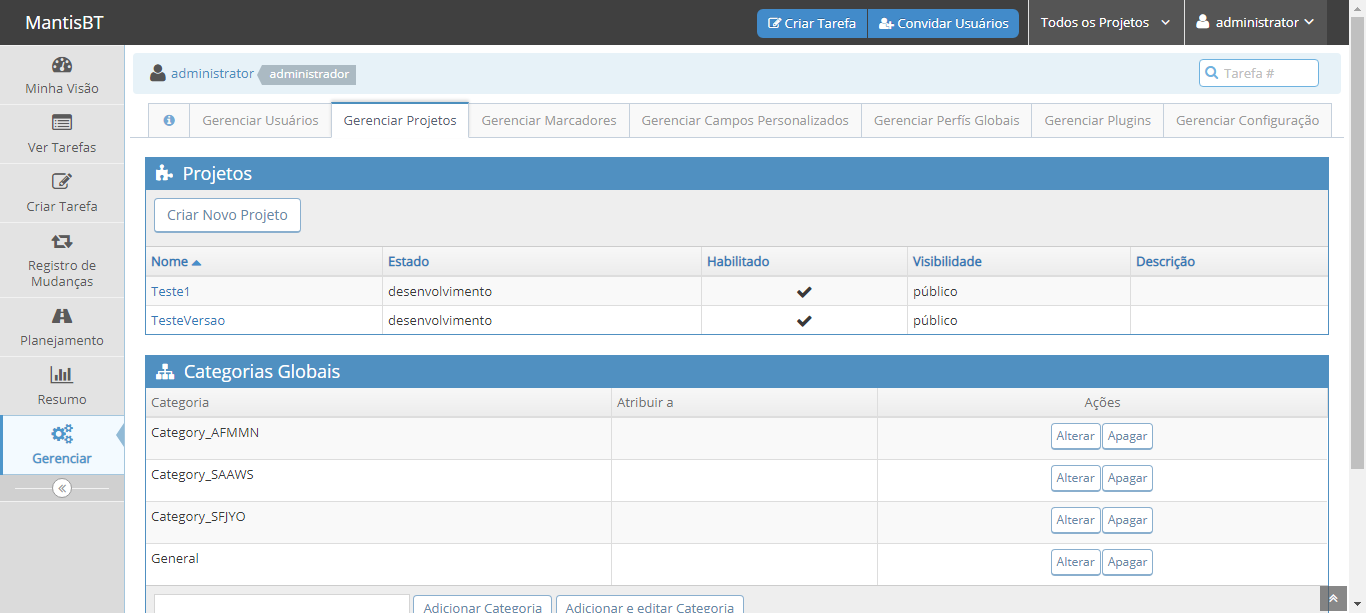 MantisBT
Criar Tarefa Convidar Usuários Todos os Projetos administrator
Minha Visão
Ver Tarefas
Criar Tarefa
Registro de
Mudanças
Planejamento
Resumo
Gerenciar
administrator administrador Tarefa #
Gerenciar Usuários Gerenciar Projetos Gerenciar Marcadores Gerenciar Campos Personalizados Gerenciar Perfís Globais Gerenciar Plugins Gerenciar Configuração
Projetos
Criar Novo Projeto
Nome Estado Habilitado Visibilidade Descrição
Teste1 desenvolvimento público
TesteVersao desenvolvimento público
Categorias Globais
Categoria Atribuir a Ações
Category_AFMMN Alterar Apagar
Category_SAAWS Alterar Apagar
Category_SFJYO Alterar Apagar
General Alterar Apagar
Adicionar Categoria Adicionar e editar Categoria